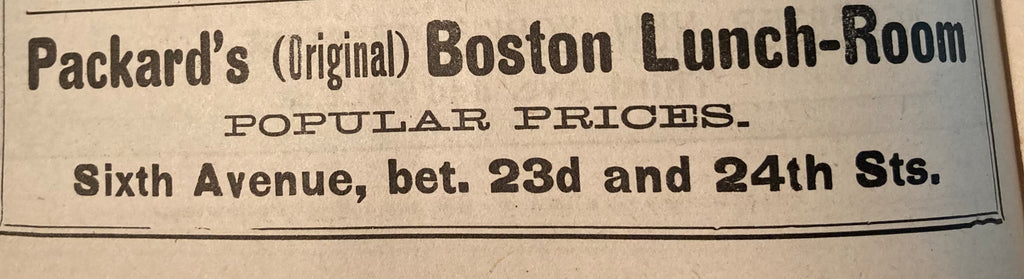 Packard's (Original) Boston Lunch-Room
POPULAR PRICES.
Sixth Avenue, bet. 23d and 24th Sts.